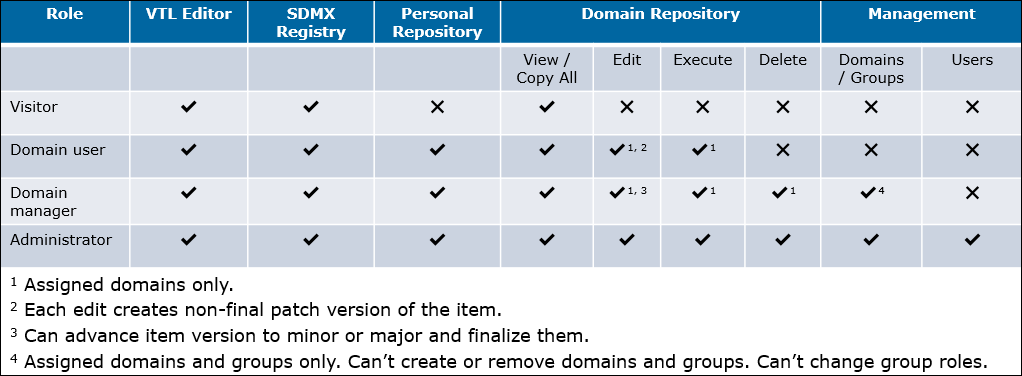 Role VTL Editor SDMX Registry Personal Repository Domain Repository Management
View / Copy All Edit Execute Delete Domains / Groups Users
Visitor ✔ ✔ ✕ ✔ ✕ ✕ ✕ ✕ ✕
Domain user ✔ ✔ ✔ ✔ ✔ 1, 2 ✔ 1 ✕ ✕ ✕
Domain manager ✔ ✔ ✔ ✔ ✔ 1, 3 ✔ 1 ✔ 1 ✔ 4 ✕
Administrator ✔ ✔ ✔ ✔ ✔ ✔ ✔ ✔ ✔
1 Assigned domains only.
2 Each edit creates non-final patch version of the item.
3 Can advance item version to minor or major and finalize them.
4 Assigned domains and groups only. Can’t create or remove domains and groups. Can’t change group roles.